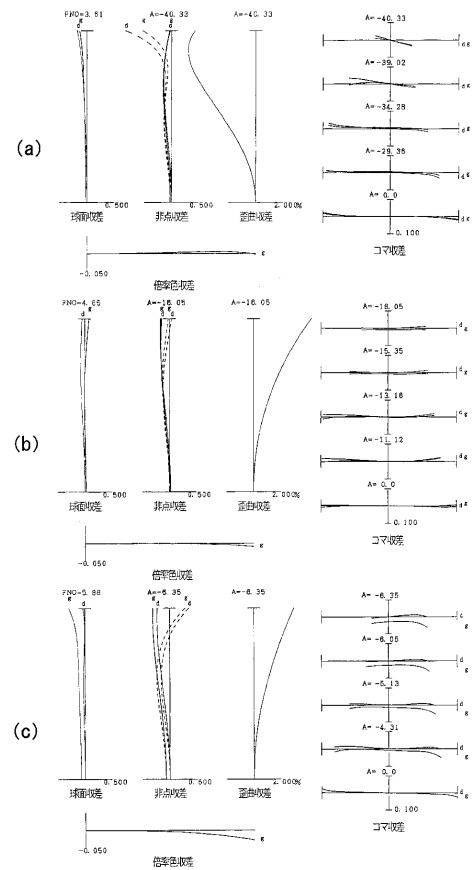 (a)
FNO=3.61
A=-40.33
A=-40.33
g
d
g
d
g
d
0.500
0.500
2.000%
球面収差
非点収差
歪曲収差
g
-0.050
倍率色収差
A=-40.33
d g
A=-39.02
d g
A=-34.28
d g
A=-29.36
d g
A=0.0
d g
0.100
コマ収差
(b)
FNO=4.65
A=-16.05
A=-16.05
g
d
g
g
d
d
0.500
0.500
2.000%
球面収差
非点収差
歪曲収差
g
-0.050
倍率色収差
A=-16.05
d g
A=-15.35
d g
A=-13.16
d g
A=-11.12
d g
A=0.0
d g
0.100
コマ収差
(c)
FNO=5.88
A=-6.35
A=-6.35
g
d
g
d
g
d
0.500
0.500
2.000%
球面収差
非点収差
歪曲収差
g
-0.050
倍率色収差
A=-6.35
d
g
A=-6.05
d
g
A=-5.13
d
g
A=-4.31
d
g
A=0.0
d g
0.100
コマ収差